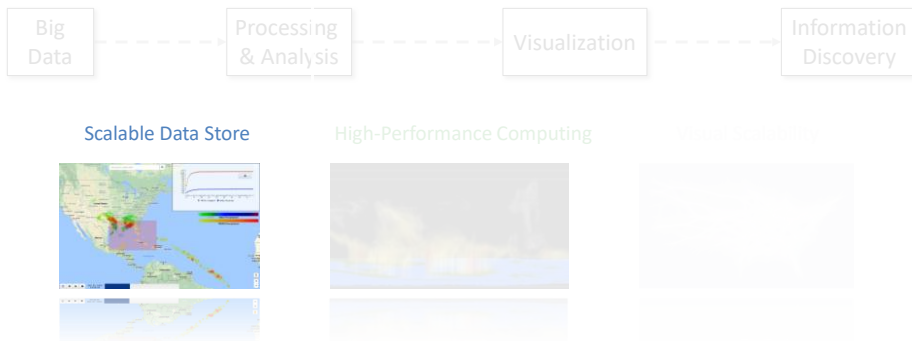 Big
Data
Processing
& Analysis
Visualization
Information
Discovery
Scalable Data Store
High-Performance Computing